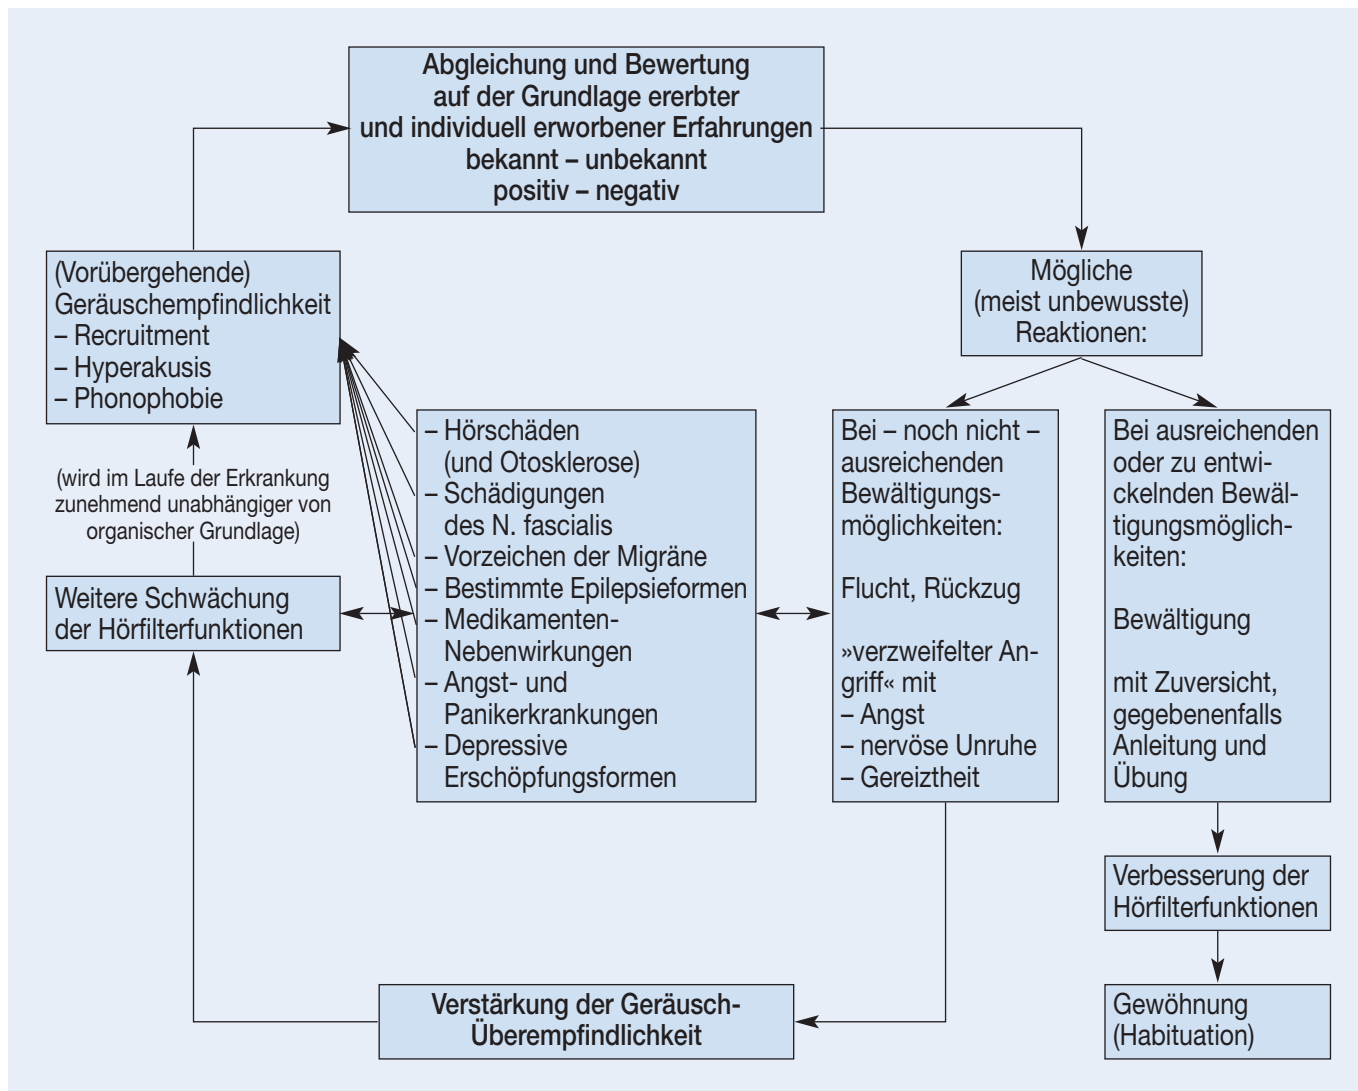 Abgleichung und Bewertung
auf der Grundlage ererbter
und individuell erworbener Erfahrungen
bekannt – unbekannt
positiv – negativ
(Vorübergehende)
Geräuschempfindlichkeit
– Recruitment
– Hyperakusis
– Phonophobie
Mögliche
(meist unbewusste)
Reaktionen:
(wird im Laufe der Erkrankung
zunehmend unabhängiger von
organischer Grundlage)
Weitere Schwächung
der Hörfilterfunktionen
– Hörschäden
(und Otosklerose)
– Schädigungen
des N. fascialis
– Vorzeichen der Migräne
– Bestimmte Epilepsieformen
– Medikamenten-
Nebenwirkungen
– Angst- und
Panikerkrankungen
– Depressive
Erschöpfungsformen
Bei – noch nicht –
ausreichenden
Bewältigungs-
möglichkeiten:
Flucht, Rückzug
»verzweifelter An-
griff« mit
– Angst
– nervöse Unruhe
– Gereiztheit
Bei ausreichenden
oder zu entwi-
ckelnden Bewäl-
tigungsmöglich-
keiten:
Bewältigung
mit Zuversicht,
gegebenenfalls
Anleitung und
Übung
Verbesserung der
Hörfilterfunktionen
Gewöhnung
(Habituation)
Verstärkung der Geräusch-
Überempfindlichkeit